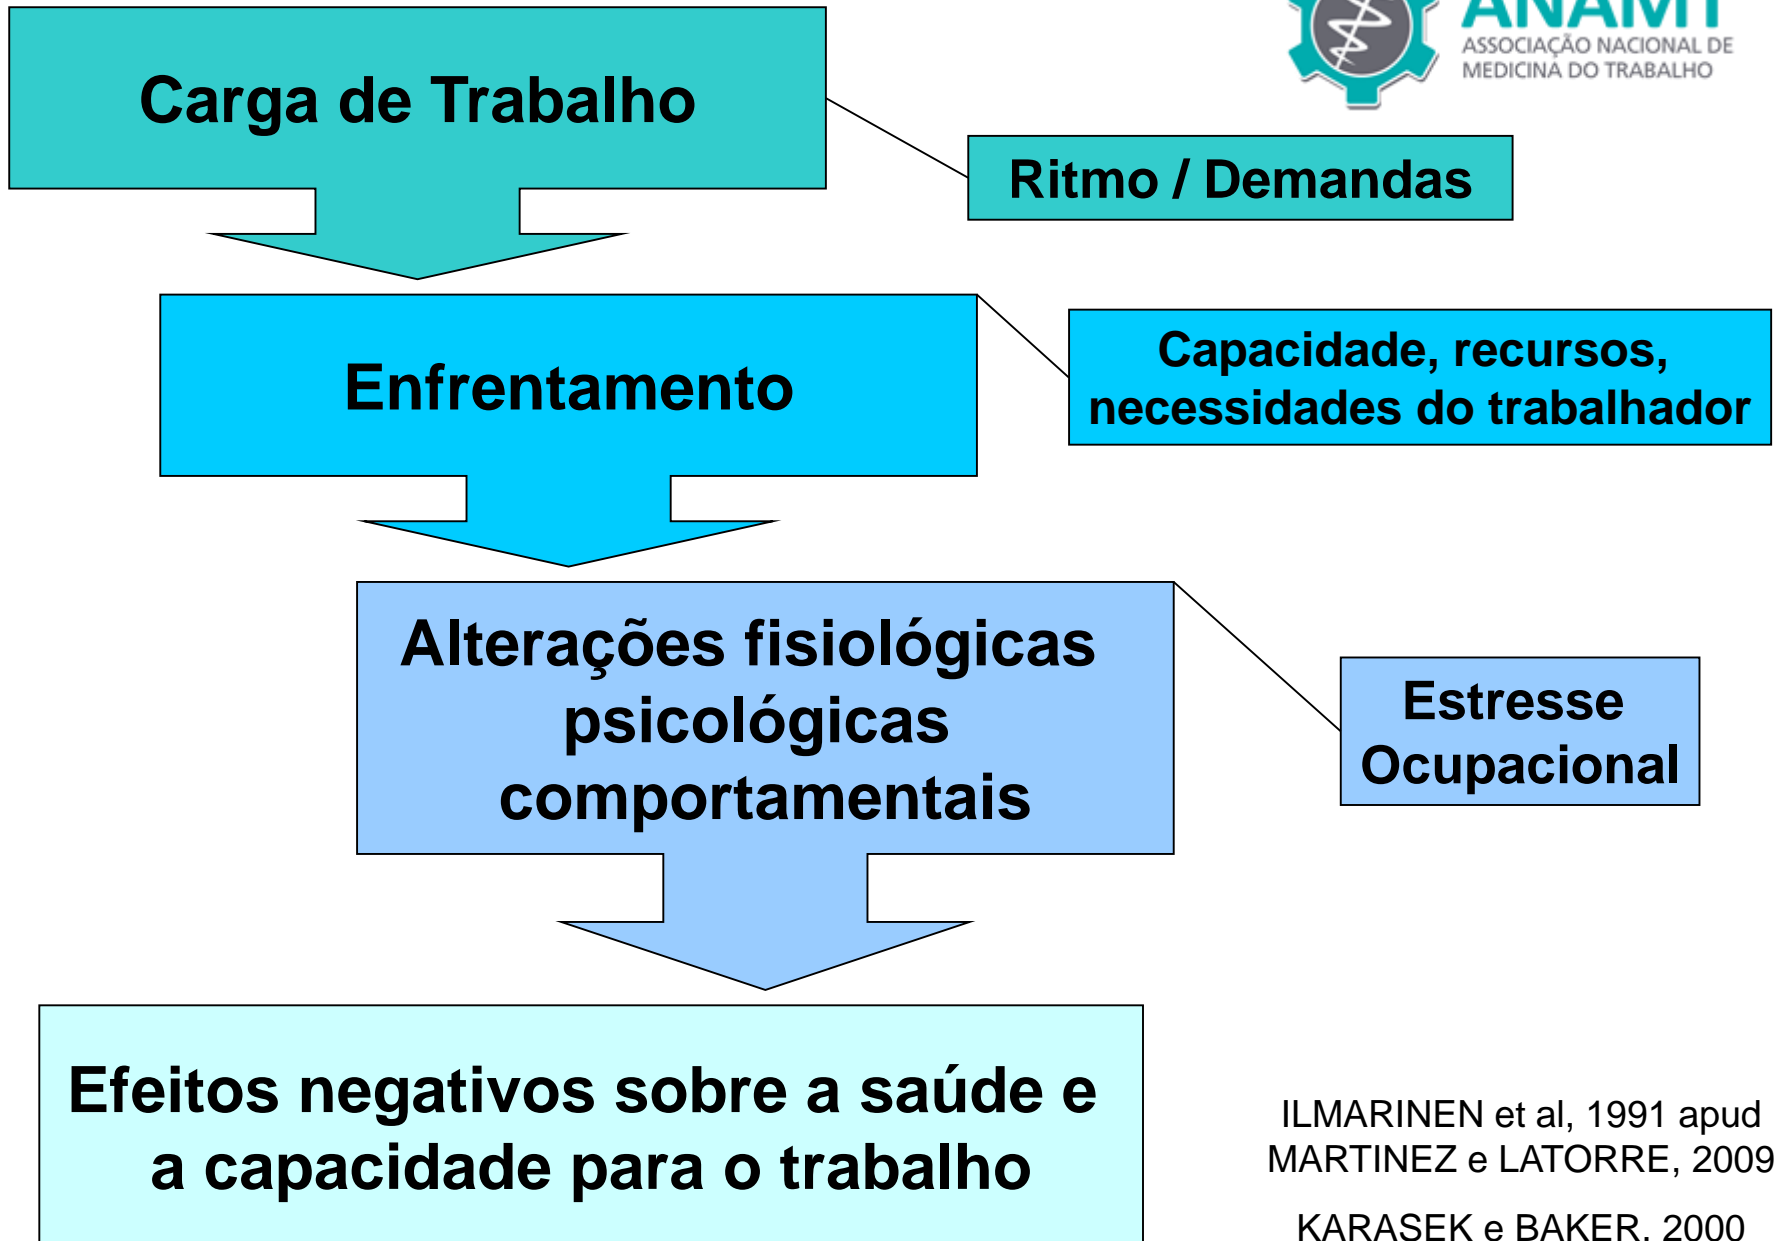 ANAMT
ASSOCIAÇÃO NACIONAL DE
MEDICINA DO TRABALHO
Carga de Trabalho
Ritmo / Demandas
Enfrentamento
Capacidade, recursos,
necessidades do trabalhador
Alterações fisiológicas
psicológicas
comportamentais
Estresse
Ocupacional
Efeitos negativos sobre a saúde e
a capacidade para o trabalho
ILMARINEN et al, 1991 apud
MARTINEZ e LATORRE, 2009
KARASEK e BAKER, 2000